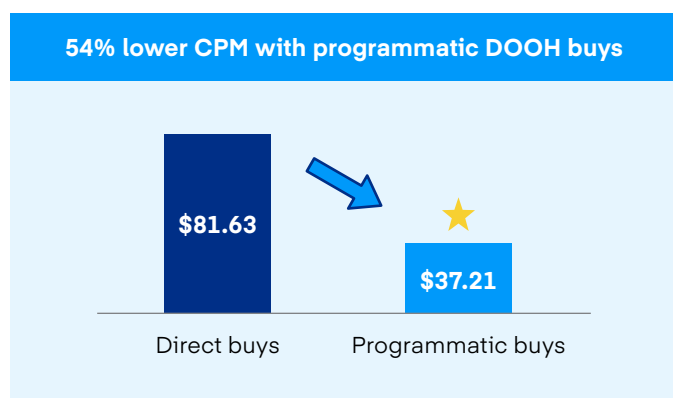 54% lower CPM with programmatic DOOH buys
$81.63
$37.21
Direct buys
Programmatic buys